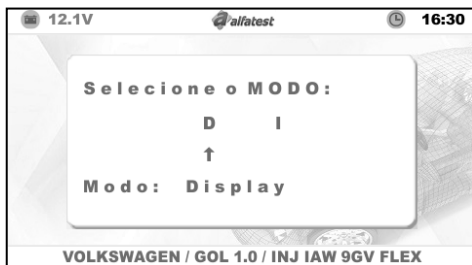 12.1V alfatest 16:30
Selecione o MODO:
D I
↑
Modo: Display
VOLKSWAGEN / GOL 1.0 / INJ IAW 9GV FLEX